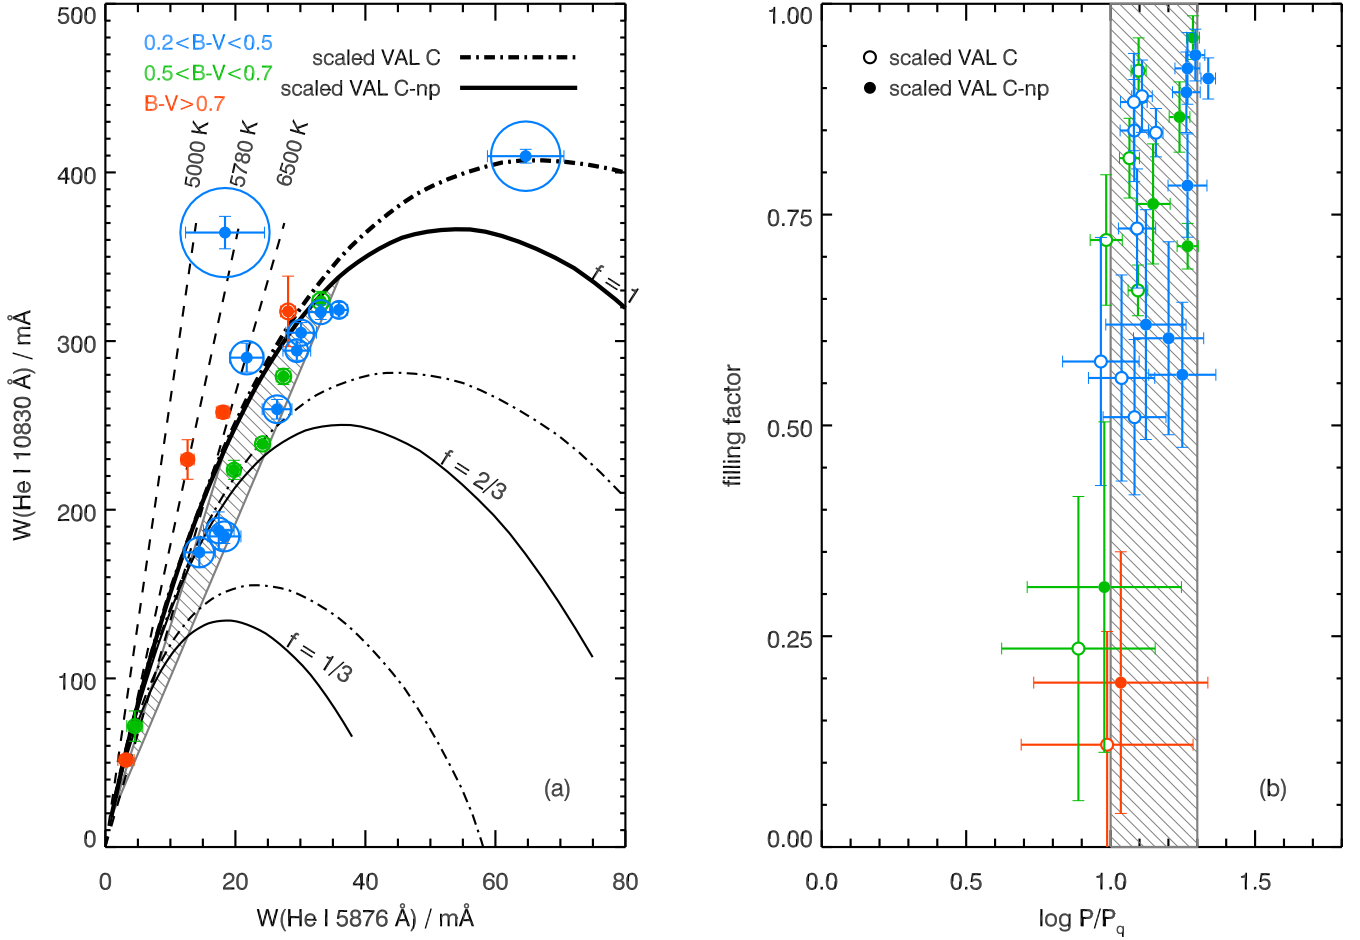 500
400
300
200
100
0
W(He I 10830 Å) / mÅ
0.2<B-V<0.5
0.5<B-V<0.7
B-V>0.7
scaled VAL C
scaled VAL C-np
5000 K
5780 K
6500 K
f = 1
f = 2/3
f = 1/3
(a)
0 20 40 60 80
W(He I 5876 Å) / mÅ
1.00
0.75
0.50
0.25
0.00
filling factor
scaled VAL C
scaled VAL C-np
(b)
0.0 0.5 1.0 1.5
log P/Pq